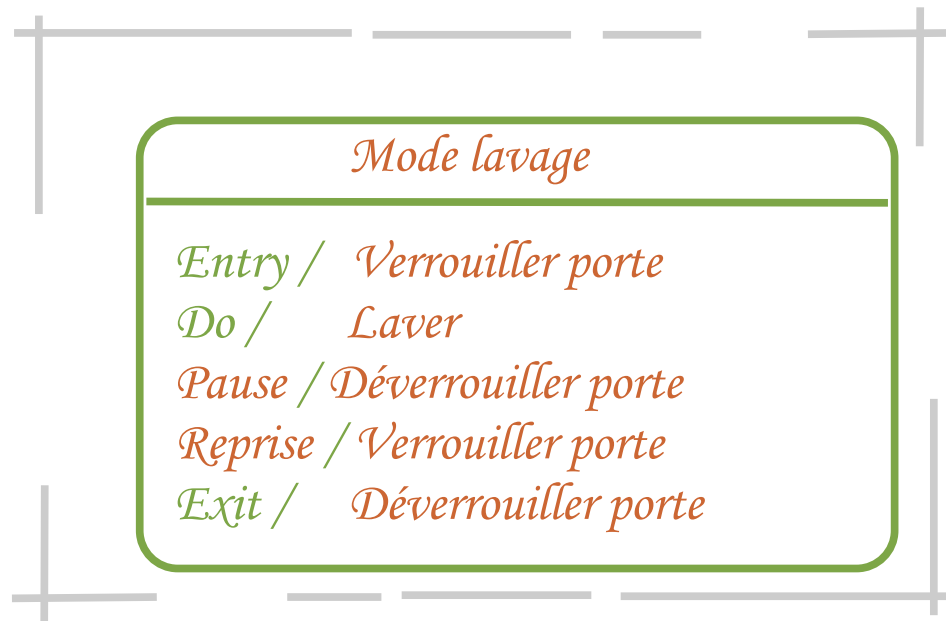 Mode lavage
Entry / Verrouiller porte
Do / Laver
Pause / Déverrouiller porte
Reprise / Verrouiller porte
Exit / Déverrouiller porte